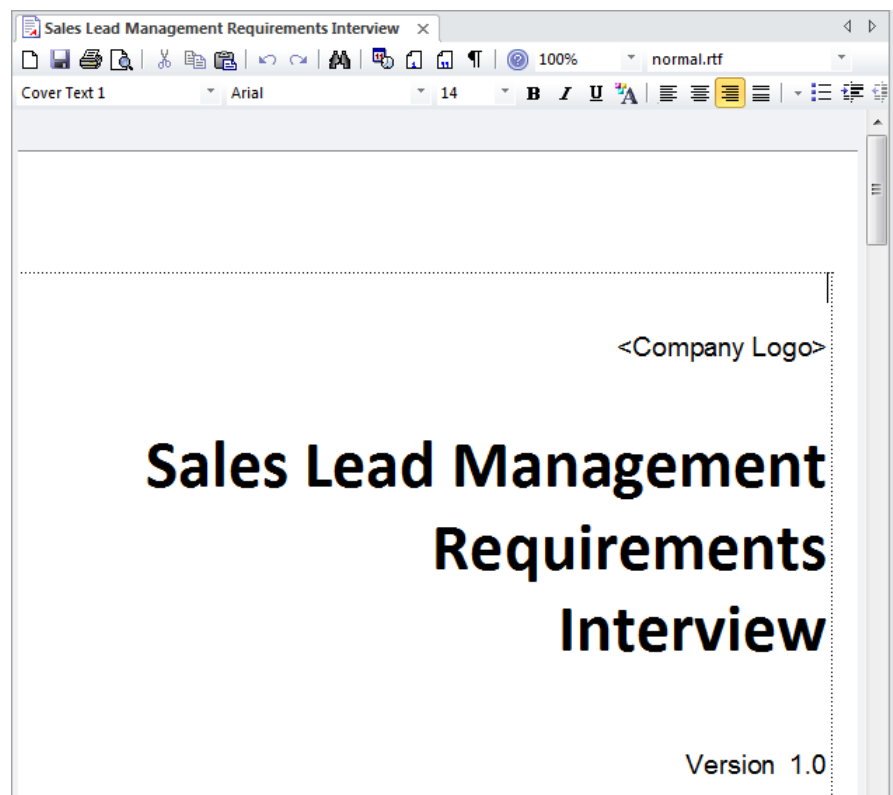 Sales Lead Management Requirements Interview
100% normal.rtf
Cover Text 1 Arial 14 B I U A
<Company Logo>
Sales Lead Management
Requirements
Interview
Version 1.0